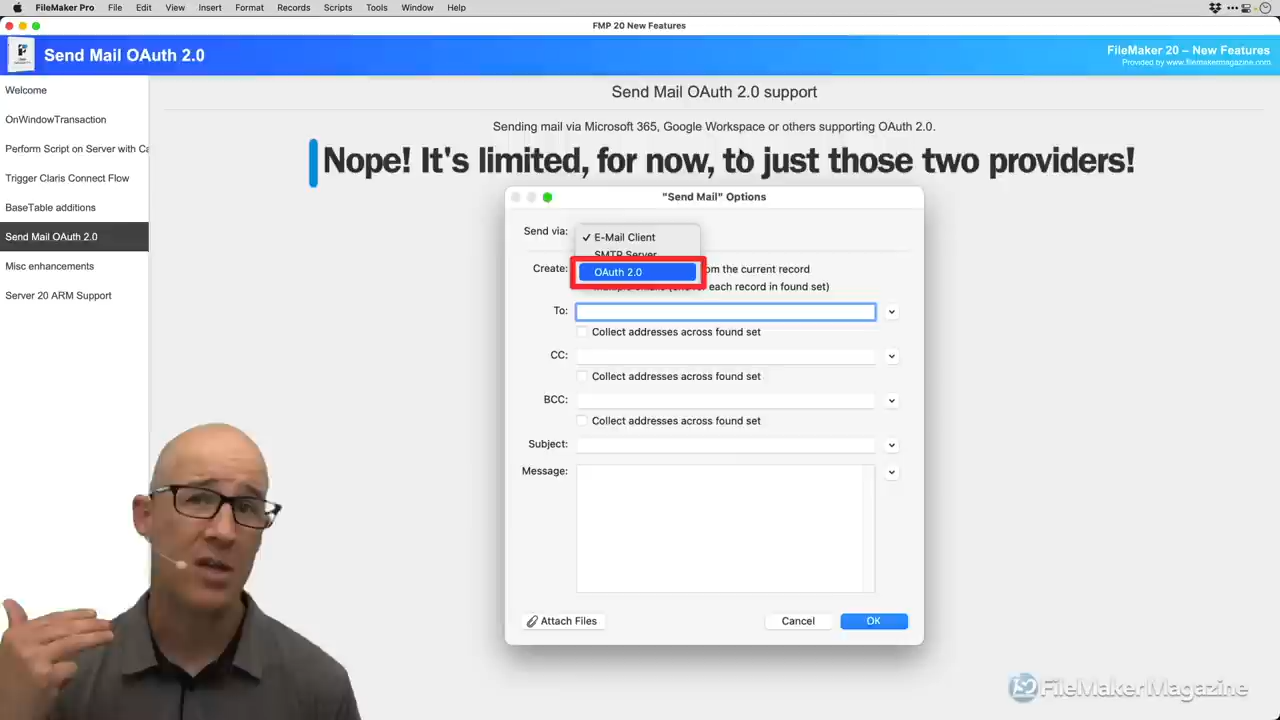 FileMaker Pro File Edit View Insert Format Records Scripts Tools Window Help
FMP 20 New Features
Send Mail OAuth 2.0
FileMaker 20 – New Features
Provided by www.filemakermagazine.com
Welcome
OnWindowTransaction
Perform Script on Server with Ca
Trigger Claris Connect Flow
BaseTable additions
Send Mail OAuth 2.0
Misc enhancements
Server 20 ARM Support
Send Mail OAuth 2.0 support
Sending mail via Microsoft 365, Google Workspace or others supporting OAuth 2.0.
Nope! It's limited, for now, to just those two providers!
"Send Mail" Options
Send via:
✓ E-Mail Client
SMTP Server
OAuth 2.0
Create:
om the current record
each record in found set)
To:
Collect addresses across found set
CC:
Collect addresses across found set
BCC:
Collect addresses across found set
Subject:
Message:
Attach Files
Cancel
OK
FileMaker Magazine